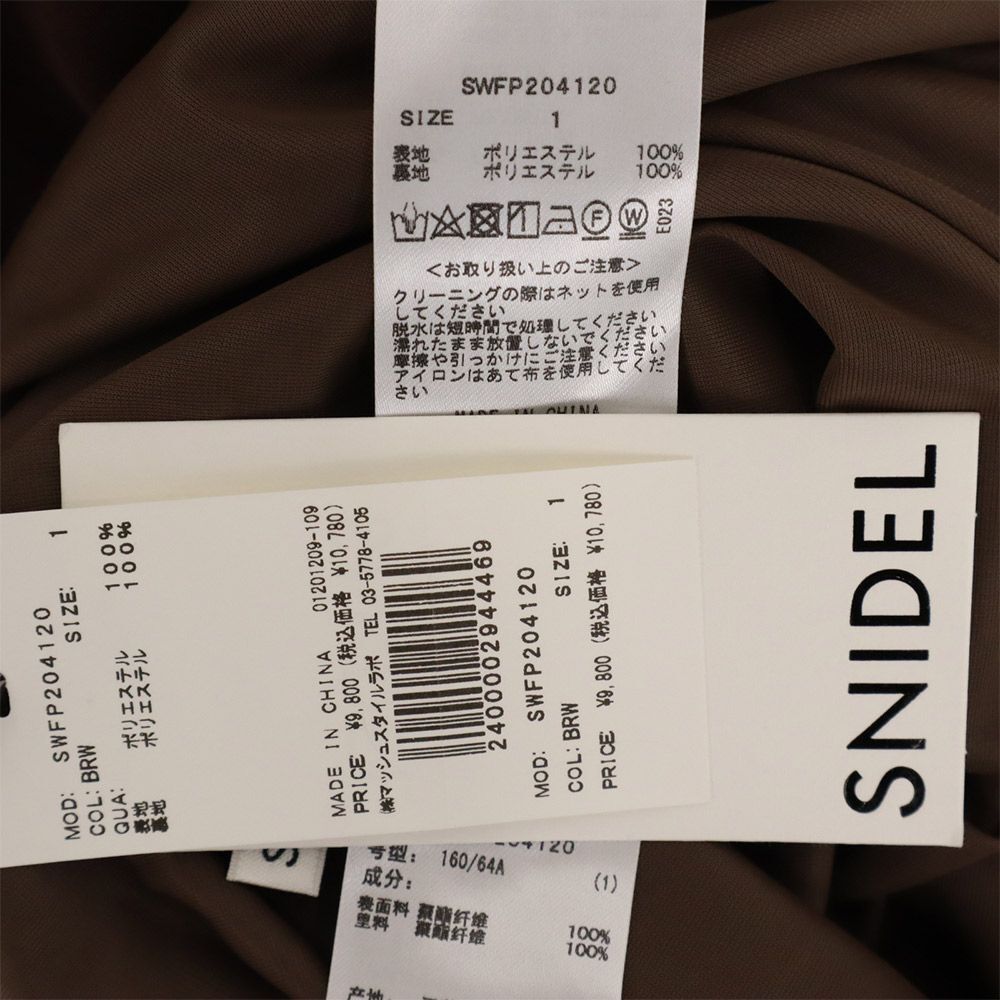 SWFP204120
SIZE 1
表地 ポリエステル 100%
裏地 ポリエステル 100%
F W E023
<お取り扱い上のご注意>
クリーニングの際はネットを使用
してください
脱水は短時間で処理してください
濡れたまま放置しないでください
摩擦や引っかけにご注意ください
アイロンはあて布を使用してくだ
さい
MADE IN CHINA
SNIDEL
MOD: SWFP204120
COL: BRW SIZE: 1
QUA:
表地 ポリエステル 100%
裏地 ポリエステル 100%
01201209-109
MADE IN CHINA
PRICE: ¥9,800 (税込価格 ¥10,780)
㈱マッシュスタイルラボ TEL 03-5778-4105
2400002944469
MOD: SWFP204120
COL: BRW SIZE: 1
PRICE: ¥9,800 (税込価格 ¥10,780)
S
204120
号型: 160/64A
成分: (1)
表面料 聚酯纤维 100%
里料 聚酯纤维 100%
产地: